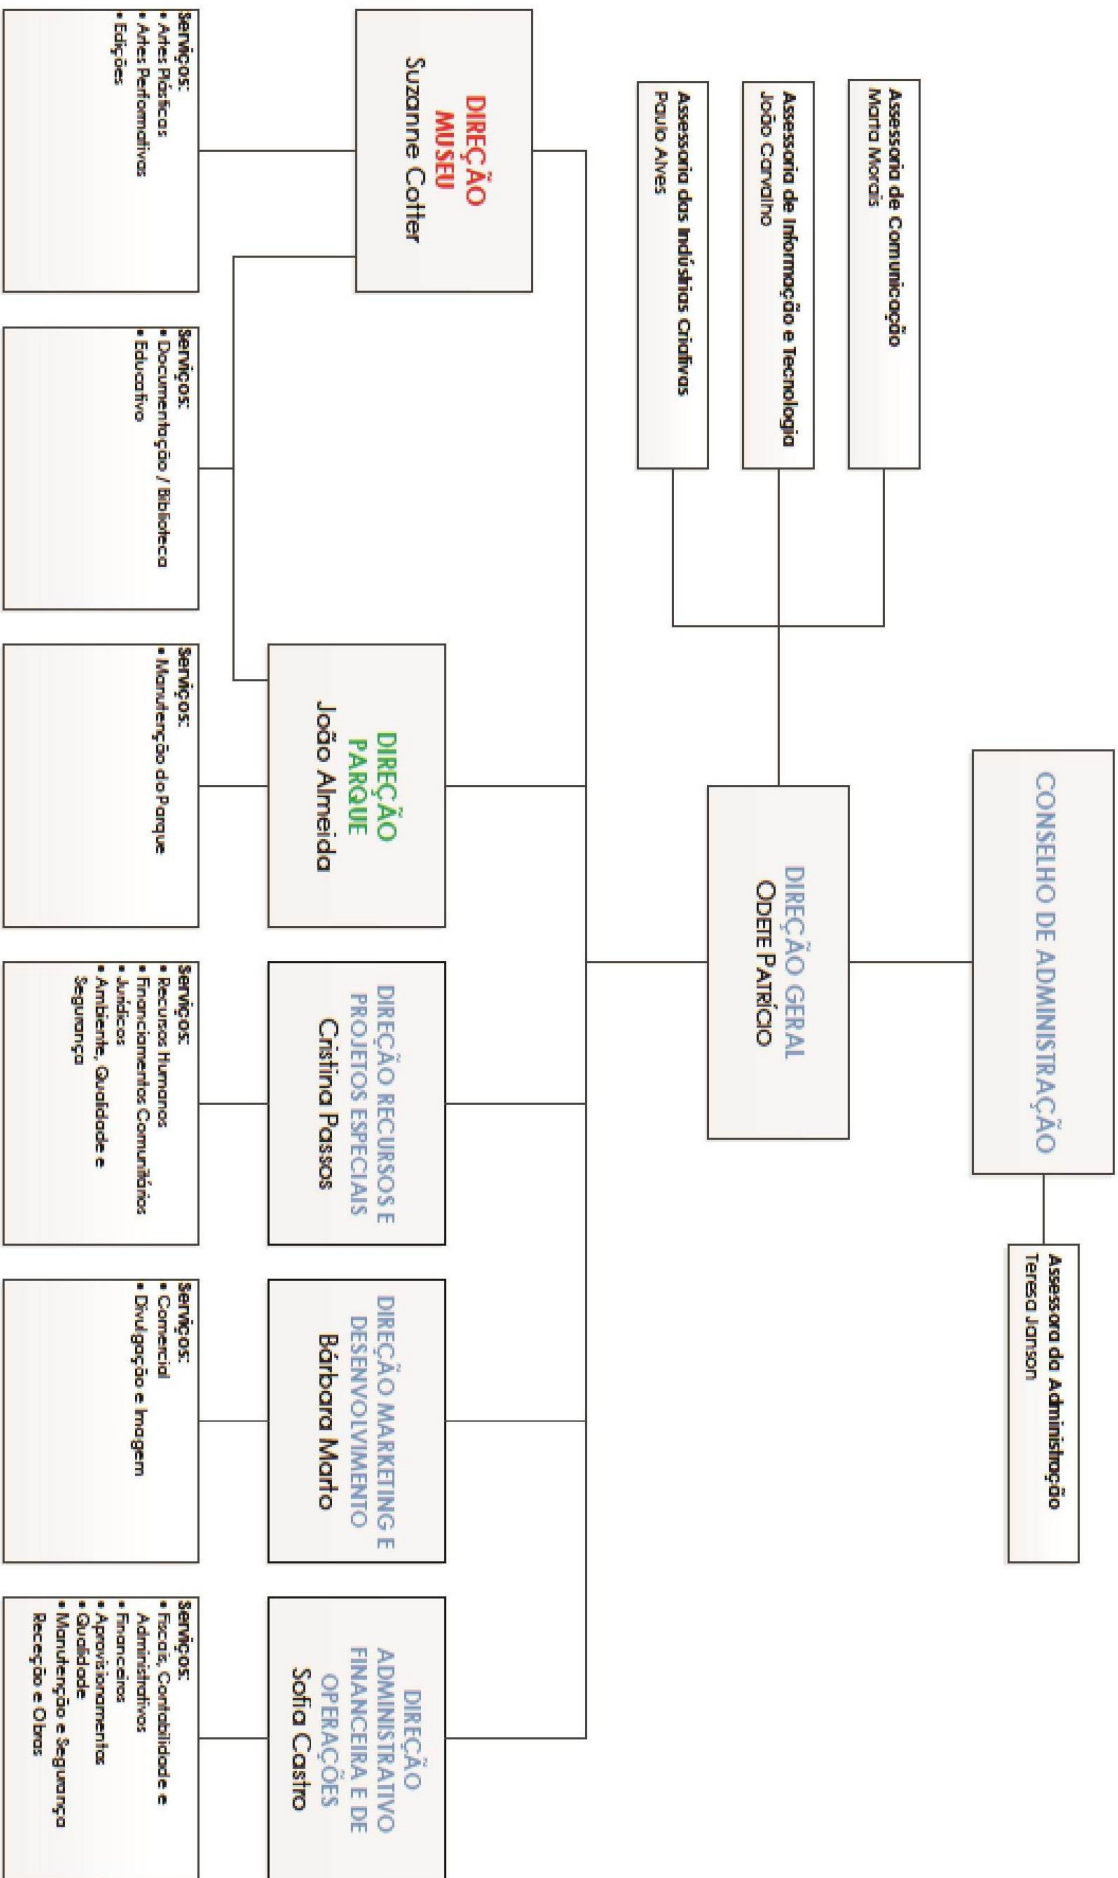 CONSELHO DE ADMINISTRAÇÃO
Assessora da Administração
Teresa Janson
DIREÇÃO GERAL
ODETE PATRÍCIO
Assessoria de Comunicação
Marta Morais
Assessoria de Informação e Tecnologia
João Carvalho
Assessoria das Indústrias Criativas
Paulo Alves
DIREÇÃO
MUSEU
Suzanne Cotter
DIREÇÃO
PARQUE
João Almeida
DIREÇÃO RECURSOS E
PROJETOS ESPECIAIS
Cristina Passos
DIREÇÃO MARKETING E
DESENVOLVIMENTO
Bárbara Marto
DIREÇÃO
ADMINISTRATIVO
FINANCEIRA E DE
OPERAÇÕES
Sofia Castro
Serviços:
• Artes Plásticas
• Artes Performativas
• Edições
Serviços:
• Documentação / Biblioteca
• Educativo
Serviços:
• Manutenção do Parque
Serviços:
• Recursos Humanos
• Financiamentos Comunitários
• Jurídicos
• Ambiente, Qualidade e
Segurança
Serviços:
• Comercial
• Divulgação e Imagem
Serviços:
• Fiscais, Contabilidade e
Administrativos
• Financeiros
• Aprovisionamentos
• Qualidade
• Manutenção e Segurança
Receção e Obras